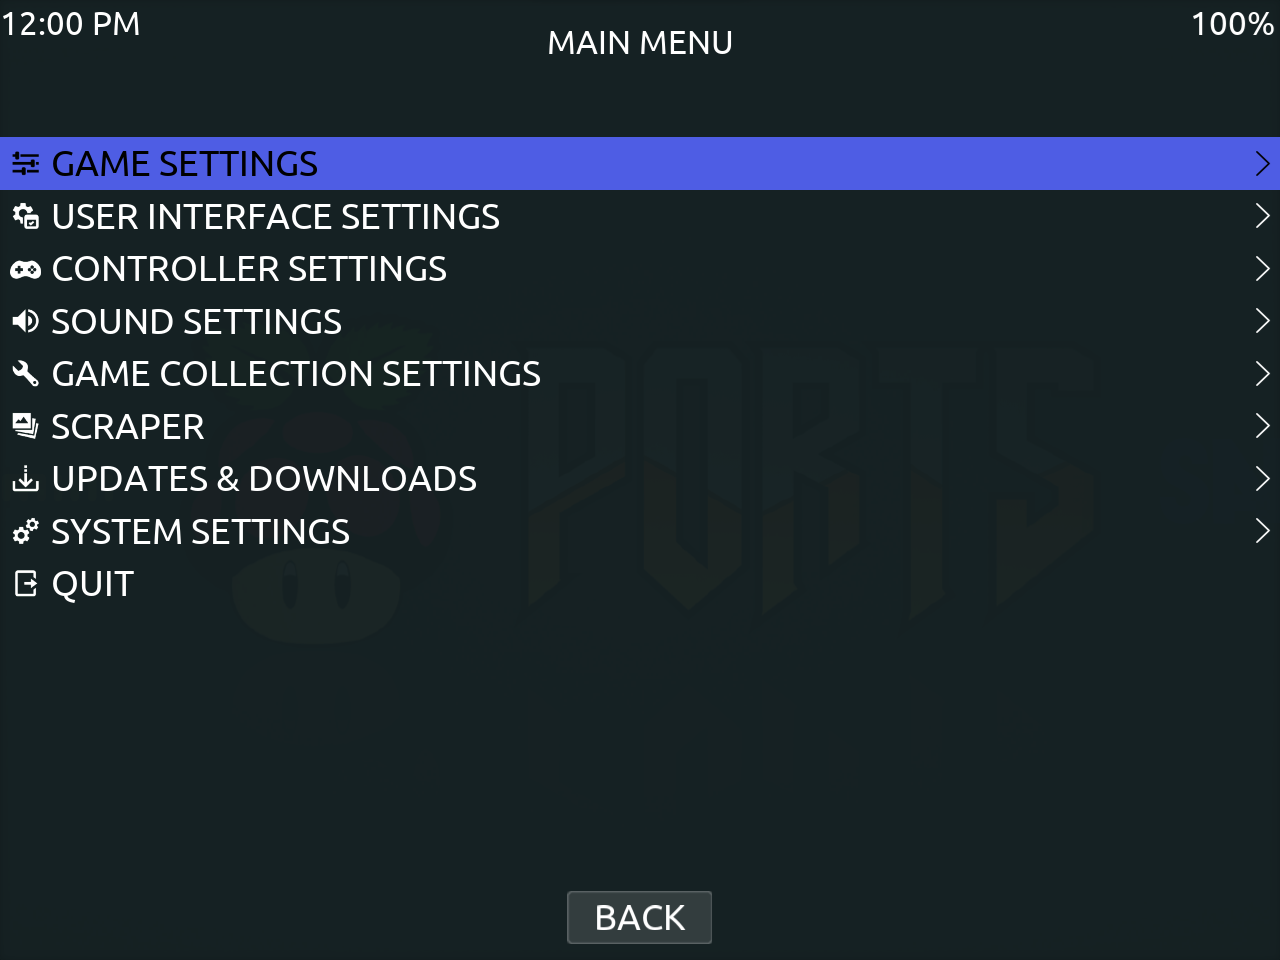 12:00 PM
100%
MAIN MENU
GAME SETTINGS
USER INTERFACE SETTINGS
CONTROLLER SETTINGS
SOUND SETTINGS
GAME COLLECTION SETTINGS
SCRAPER
UPDATES & DOWNLOADS
SYSTEM SETTINGS
QUIT
PORTS
BACK